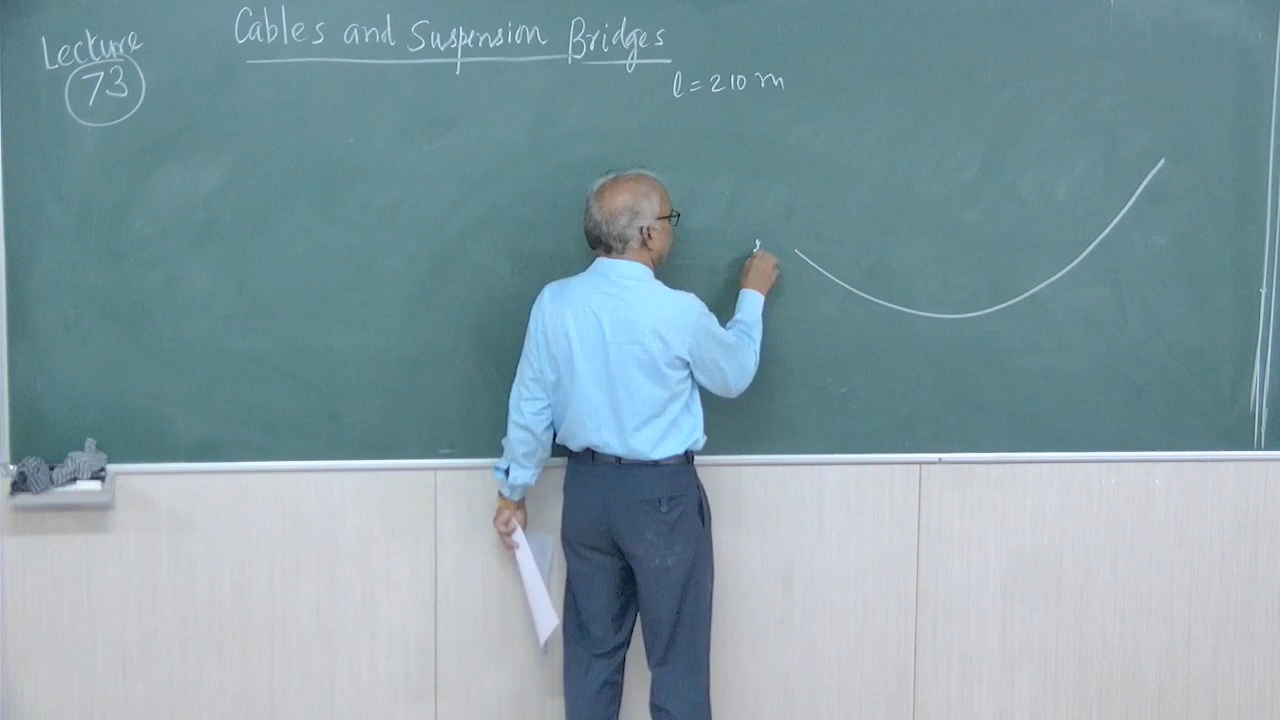 Lecture
73
Cables and Suspension Bridges
l = 210 m